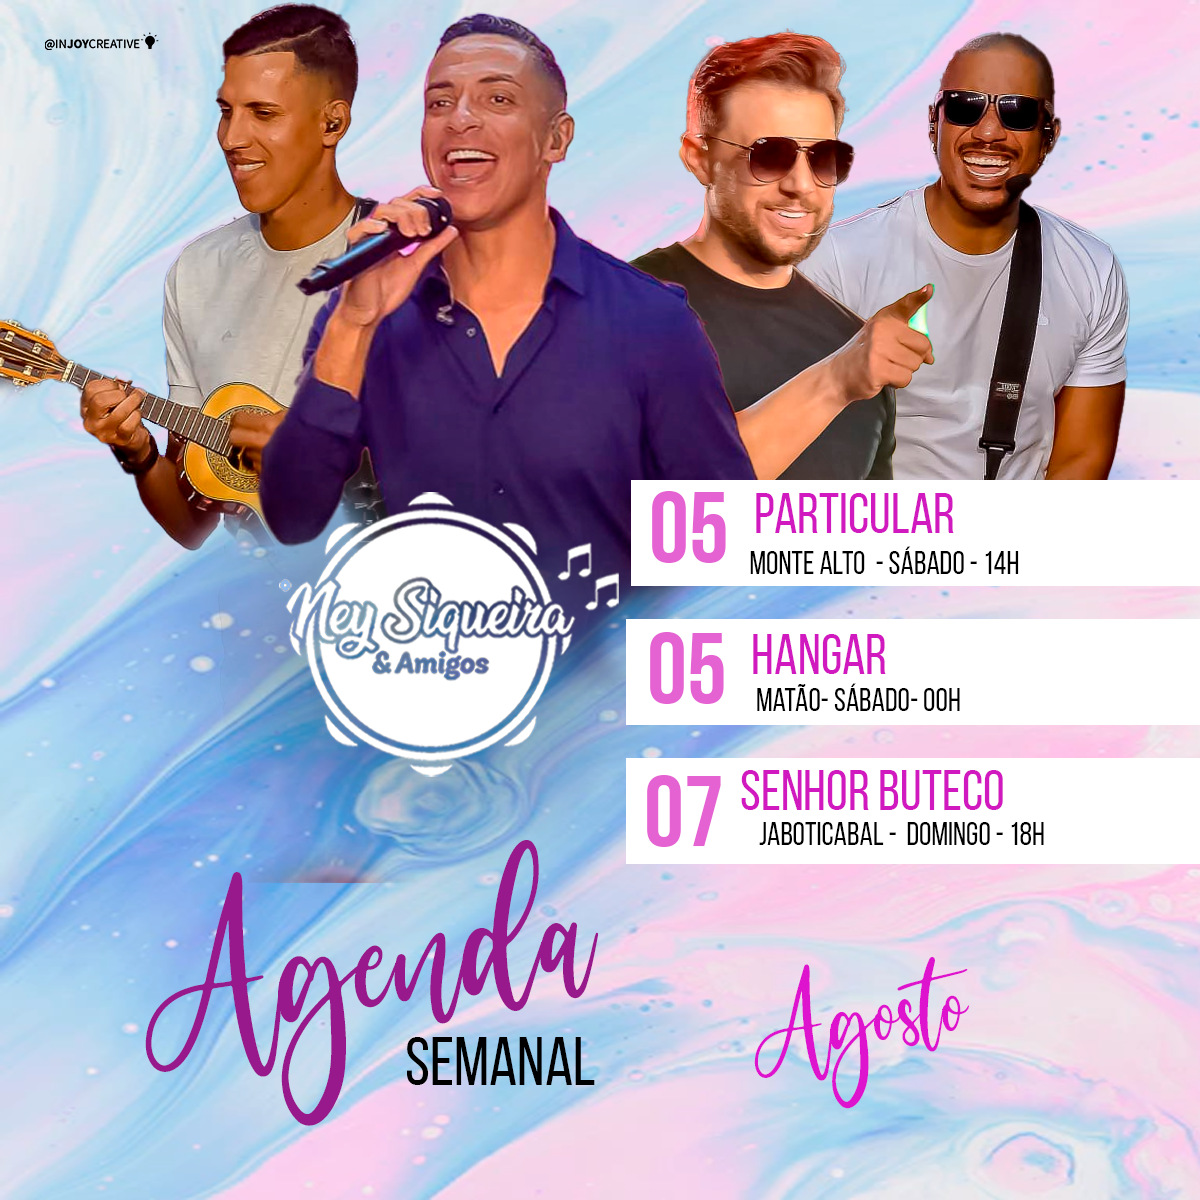 @INJOYCREATIVE
05 PARTICULAR
MONTE ALTO - SÁBADO - 14H
Ney Siqueira
& Amigos
05 HANGAR
MATÃO- SÁBADO- 00H
07 SENHOR BUTECO
JABOTICABAL - DOMINGO - 18H
Agenda
SEMANAL
Agosto